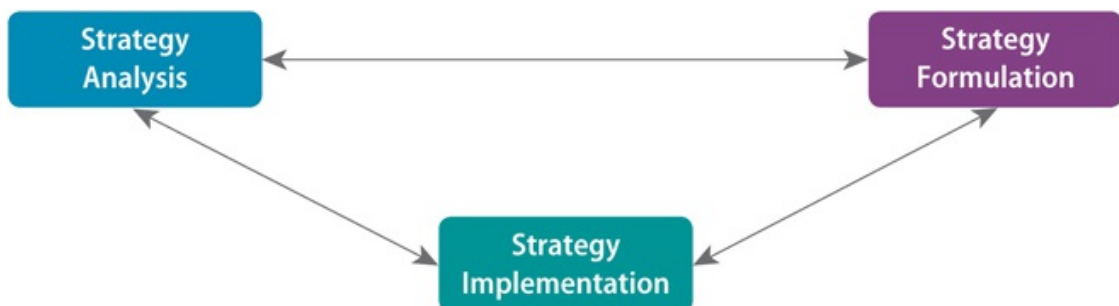 Strategy
Analysis
Strategy
Formulation
Strategy
Implementation